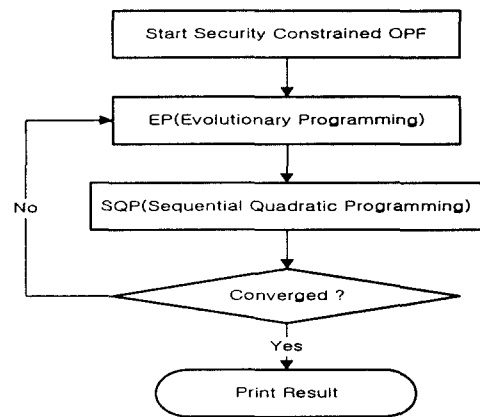 Start Security Constrained OPF
EP(Evolutionary Programming)
SQP(Sequential Quadratic Programming)
No
Converged ?
Yes
Print Result